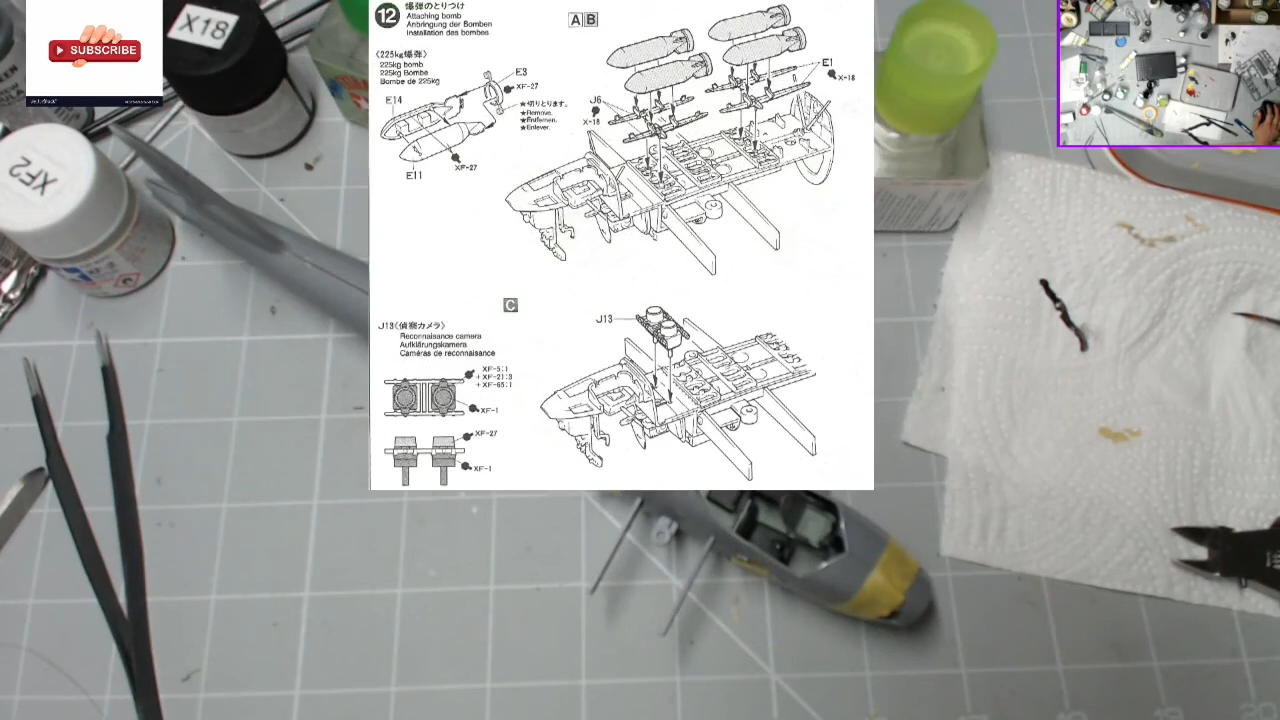 SUBSCRIBE
X18
XF2
12
爆弾のとりつけ
Attaching bomb
Anbringung der Bomben
Installation des bombes
A B
《225kg爆弾》
225kg bomb
225kg Bombe
Bombe de 225kg
E3
XF-27
E14
★切りとります。
★Remove.
★Entfernen.
★Enlever.
XF-27
E11
J6
X-18
E1
X-18
C
J13《偵察カメラ》
Reconnaisance camera
Aufklärungskamera
Caméras de reconnaisance
XF-5:1
+XF-21:3
+XF-65:1
XF-1
XF-27
XF-1
J13